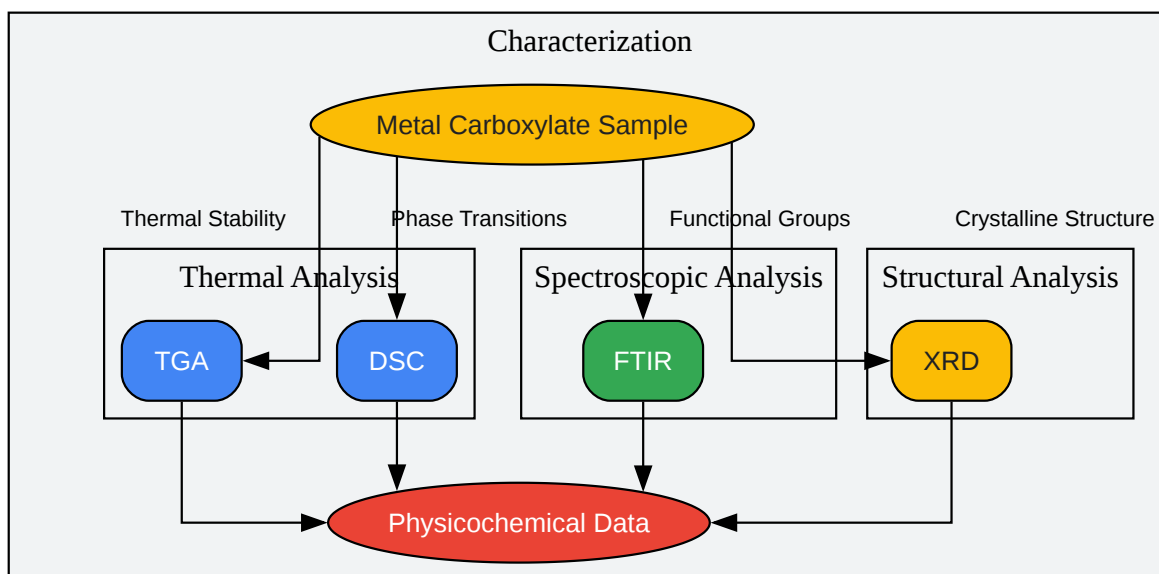 Characterization
Metal Carboxylate Sample
Thermal Stability
Phase Transitions
Functional Groups
Crystalline Structure
Thermal Analysis
Spectroscopic Analysis
Structural Analysis
TGA
DSC
FTIR
XRD
Physicochemical Data